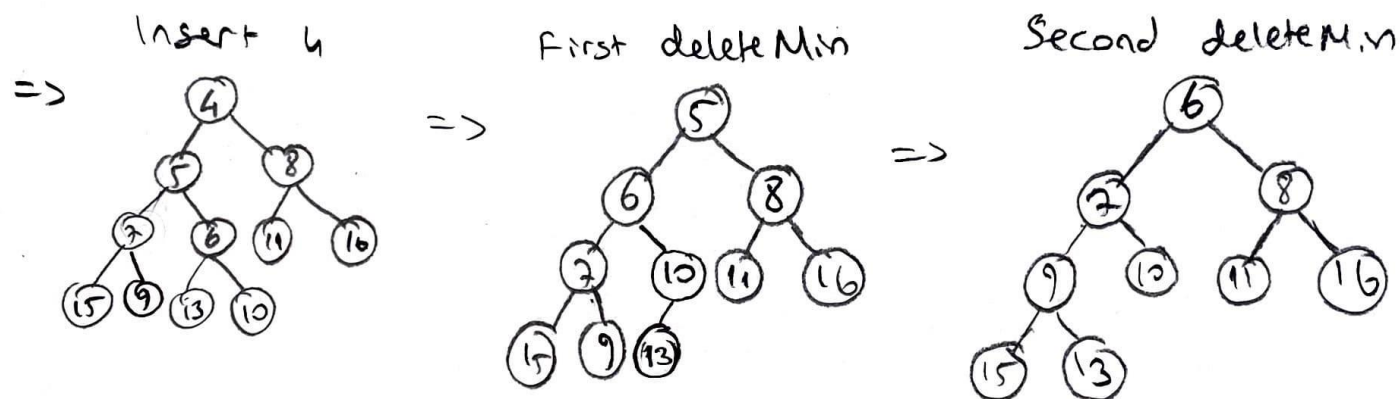 Insert 4
First deleteMin
Second deleteMin
=>
4
5 8
7 6 11 16
15 9 13 10
=>
5
6 8
7 10 11 16
15 9 13
=>
6
7 8
9 10 11 16
15 13